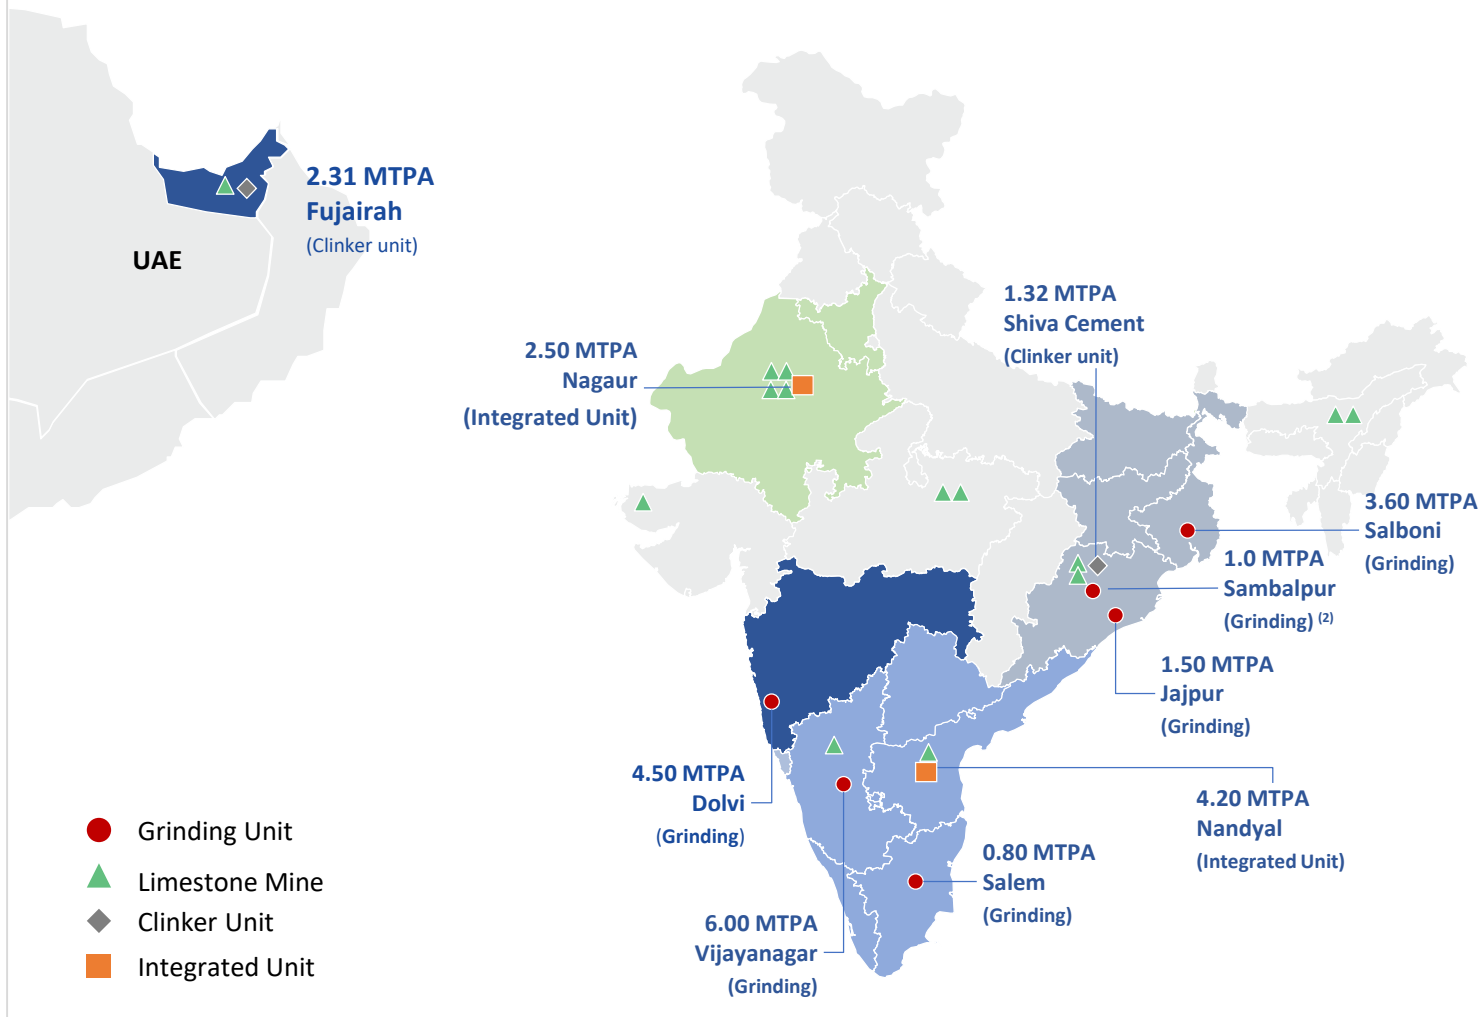 2.31 MTPA
Fujairah
(Clinker unit)
UAE
1.32 MTPA
Shiva Cement
(Clinker unit)
2.50 MTPA
Nagaur
(Integrated Unit)
3.60 MTPA
Salboni
(Grinding)
1.0 MTPA
Sambalpur
(Grinding) (2)
1.50 MTPA
Jajpur
(Grinding)
4.50 MTPA
Dolvi
(Grinding)
4.20 MTPA
Nandyal
(Integrated Unit)
0.80 MTPA
Salem
(Grinding)
6.00 MTPA
Vijayanagar
(Grinding)
Grinding Unit
Limestone Mine
Clinker Unit
Integrated Unit